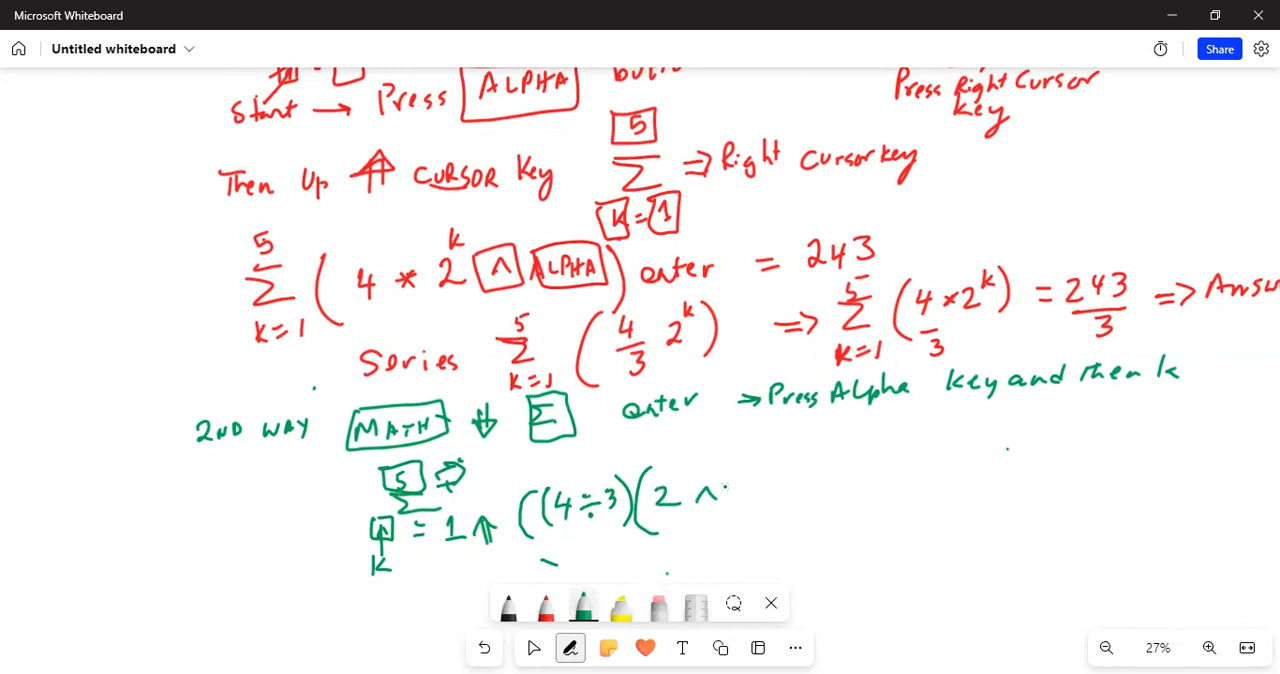 Microsoft Whiteboard
Untitled whiteboard
Share
Start → Press ALPHA
Press Right Cursor
Key
Then Up ⇑ CURSOR Key
5
Σ ⇒ Right Cursor key
k = 1
5
Σ ( 4 * 2^k ^ ALPHA ) enter = 243
k = 1
5
Σ ( 4/3 * 2^k ) = 243/3 ⇒ Answ
k = 1
Series
5
Σ ( 4/3 2^k ) ⇒
k = 1
2ND WAY MATH ⇓ Σ enter ⇒ Press Alpha key and then k
5 ⇒
Σ
= 1 ⇑ ((4 ÷ 3)(2 ^
K
27%